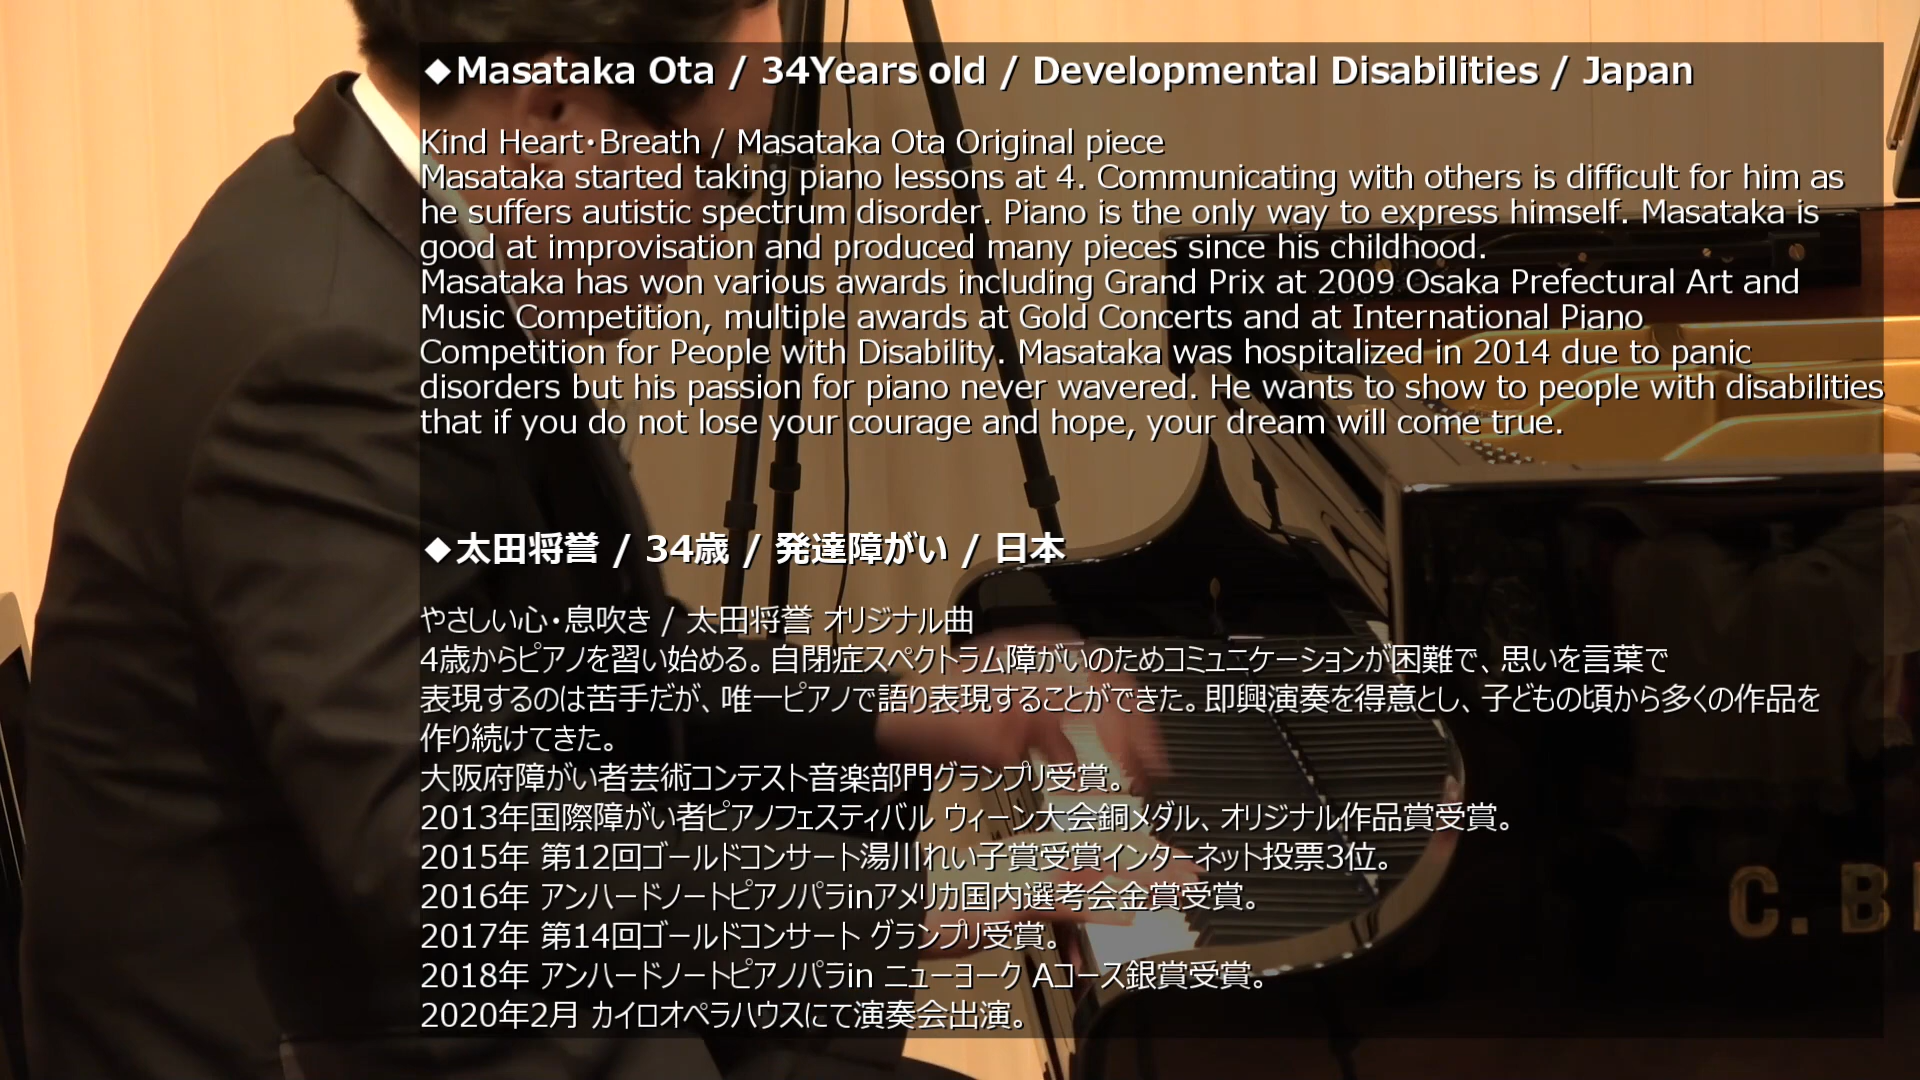 ◆Masataka Ota / 34Years old / Developmental Disabilities / Japan
Kind Heart・Breath / Masataka Ota Original piece
Masataka started taking piano lessons at 4. Communicating with others is difficult for him as
he suffers autistic spectrum disorder. Piano is the only way to express himself. Masataka is
good at improvisation and produced many pieces since his childhood.
Masataka has won various awards including Grand Prix at 2009 Osaka Prefectural Art and
Music Competition, multiple awards at Gold Concerts and at International Piano
Competition for People with Disability. Masataka was hospitalized in 2014 due to panic
disorders but his passion for piano never wavered. He wants to show to people with disabilities
that if you do not lose your courage and hope, your dream will come true.
◆太田将誉 / 34歳 / 発達障がい / 日本
やさしい心・息吹き / 太田将誉 オリジナル曲
4歳からピアノを習い始める。自閉症スペクトラム障がいのためコミュニケーションが困難で、思いを言葉で
表現するのは苦手だが、唯一ピアノで語り表現することができた。即興演奏を得意とし、子どもの頃から多くの作品を
作り続けてきた。
大阪府障がい者芸術コンテスト音楽部門グランプリ受賞。
2013年国際障がい者ピアノフェスティバル ウィーン大会銅メダル、オリジナル作品賞受賞。
2015年 第12回ゴールドコンサート湯川れい子賞受賞インターネット投票3位。
2016年 アンハードノートピアノパラinアメリカ国内選考会金賞受賞。
2017年 第14回ゴールドコンサート グランプリ受賞。
2018年 アンハードノートピアノパラin ニューヨーク Aコース銀賞受賞。
2020年2月 カイロオペラハウスにて演奏会出演。
C. B